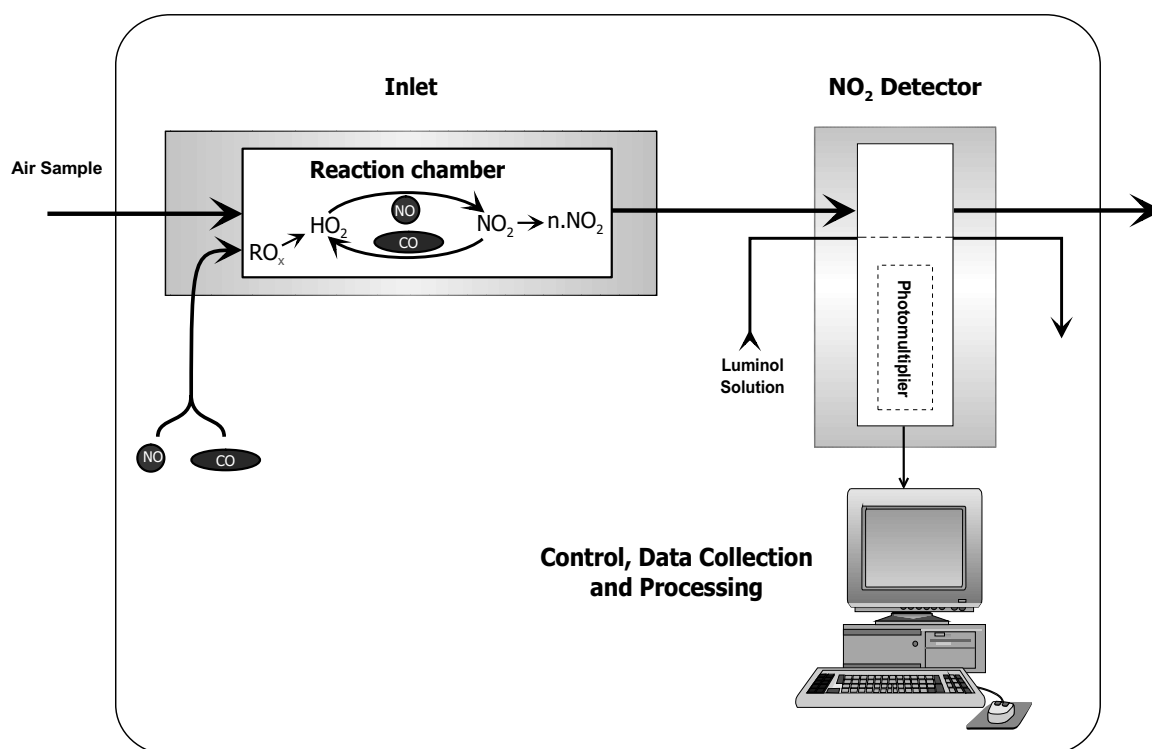 Inlet
NO₂ Detector
Air Sample
Reaction chamber
NO
HO₂
NO₂
n.NO₂
CO
ROₓ
Photomultiplier
Luminol
Solution
NO
CO
Control, Data Collection
and Processing